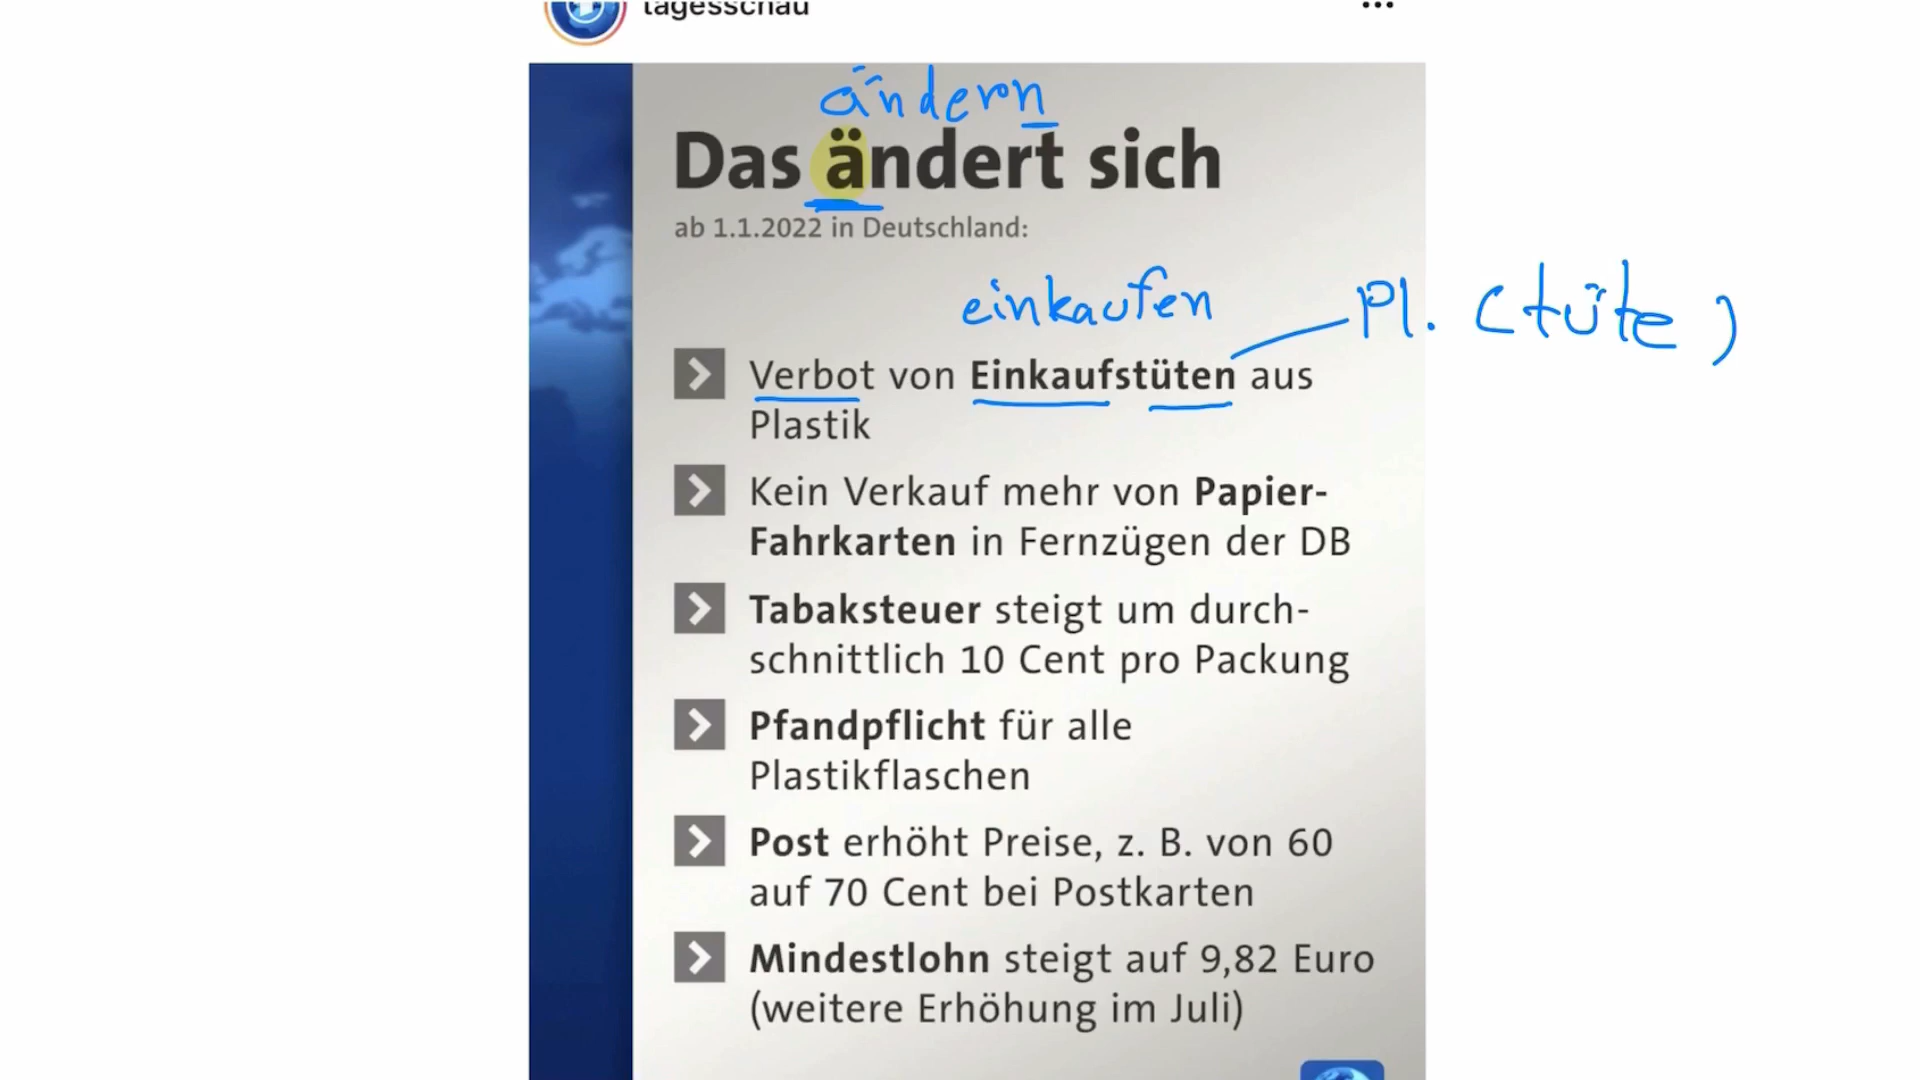 tagesschau
ändern
Das ändert sich
ab 1.1.2022 in Deutschland:
einkaufen
Pl. (tüte)
Verbot von Einkaufstüten aus
Plastik
Kein Verkauf mehr von Papier-
Fahrkarten in Fernzügen der DB
Tabaksteuer steigt um durch-
schnittlich 10 Cent pro Packung
Pfandpflicht für alle
Plastikflaschen
Post erhöht Preise, z. B. von 60
auf 70 Cent bei Postkarten
Mindestlohn steigt auf 9,82 Euro
(weitere Erhöhung im Juli)